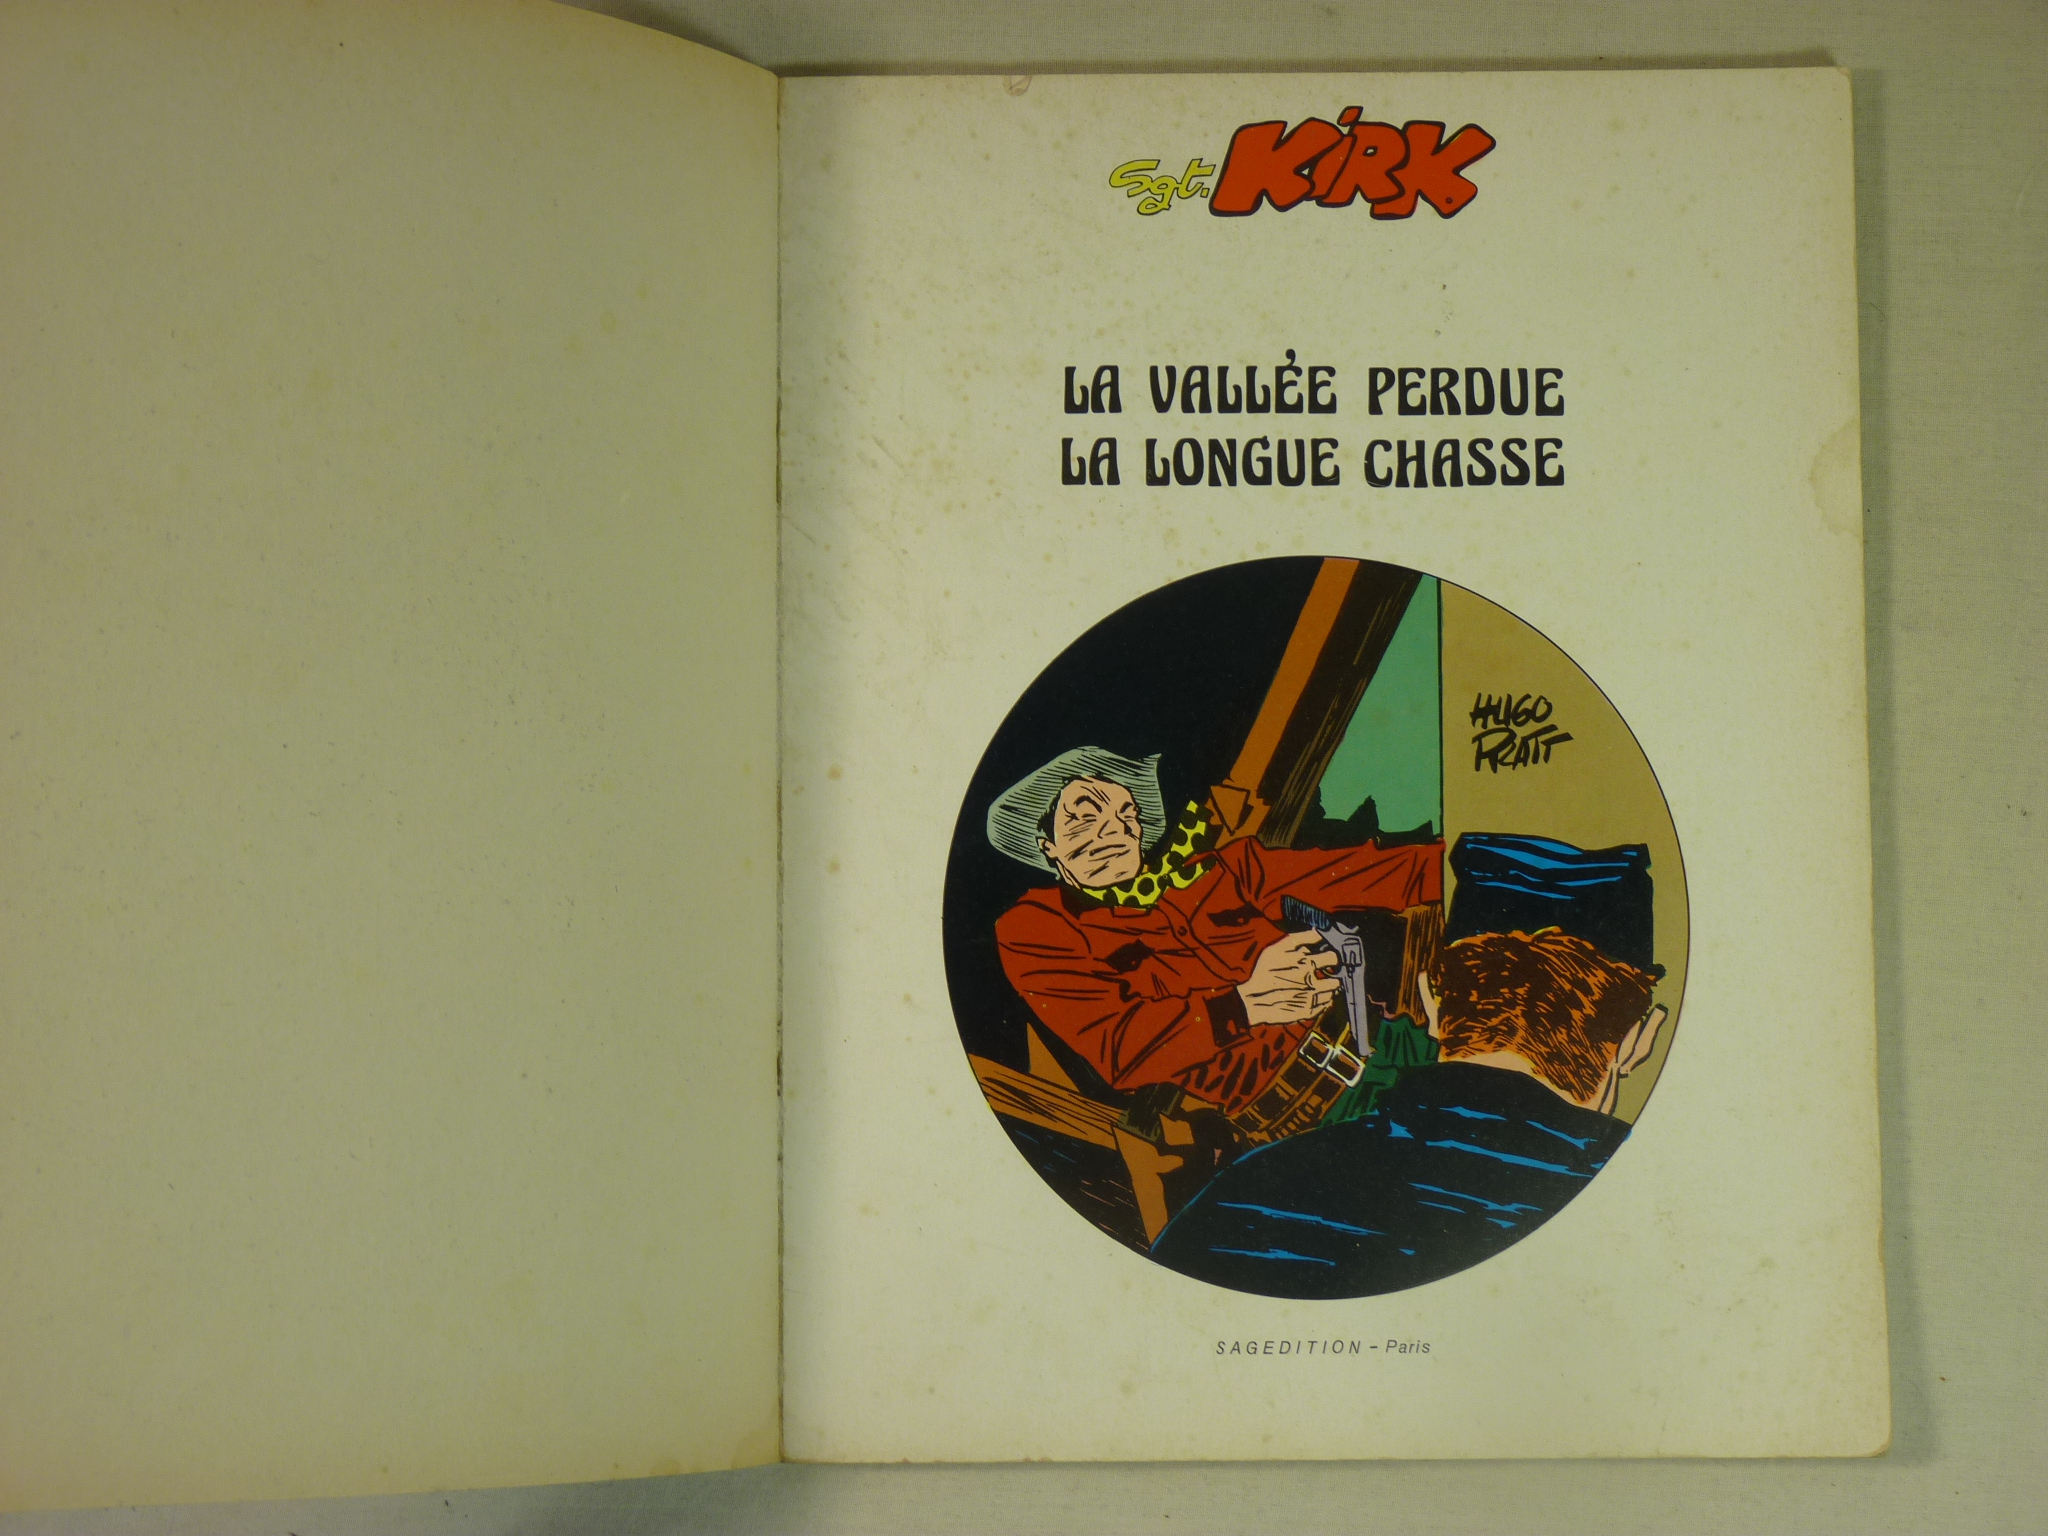 Sgt. KiRK.
LA VALLÉE PERDUE
LA LONGUE CHASSE
HUGO
PRATT
SAGEDITION - Paris